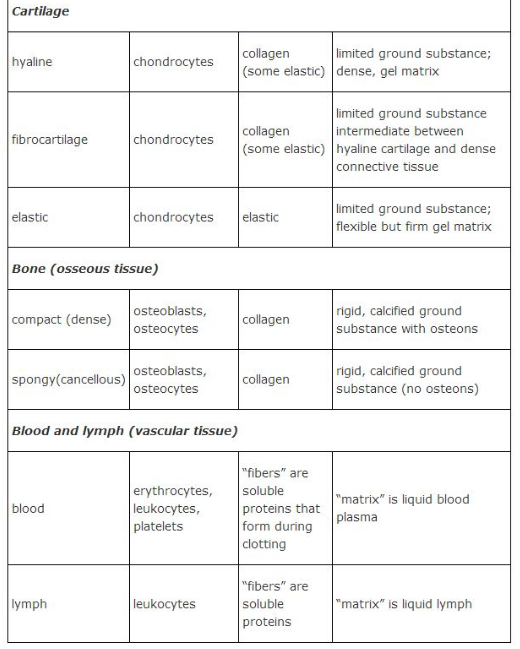 Cartilage
hyaline
chondrocytes
collagen
(some elastic)
limited ground substance;
dense, gel matrix
fibrocartilage
chondrocytes
collagen
(some elastic)
limited ground substance
intermediate between
hyaline cartilage and dense
connective tissue
elastic
chondrocytes
elastic
limited ground substance;
flexible but firm gel matrix
Bone (osseous tissue)
compact (dense)
osteoblasts,
osteocytes
collagen
rigid, calcified ground
substance with osteons
spongy(cancellous)
osteoblasts,
osteocytes
collagen
rigid, calcified ground
substance (no osteons)
Blood and lymph (vascular tissue)
blood
erythrocytes,
leukocytes,
platelets
“fibers” are
soluble
proteins that
form during
clotting
“matrix” is liquid blood
plasma
lymph
leukocytes
“fibers” are
soluble
proteins
“matrix” is liquid lymph